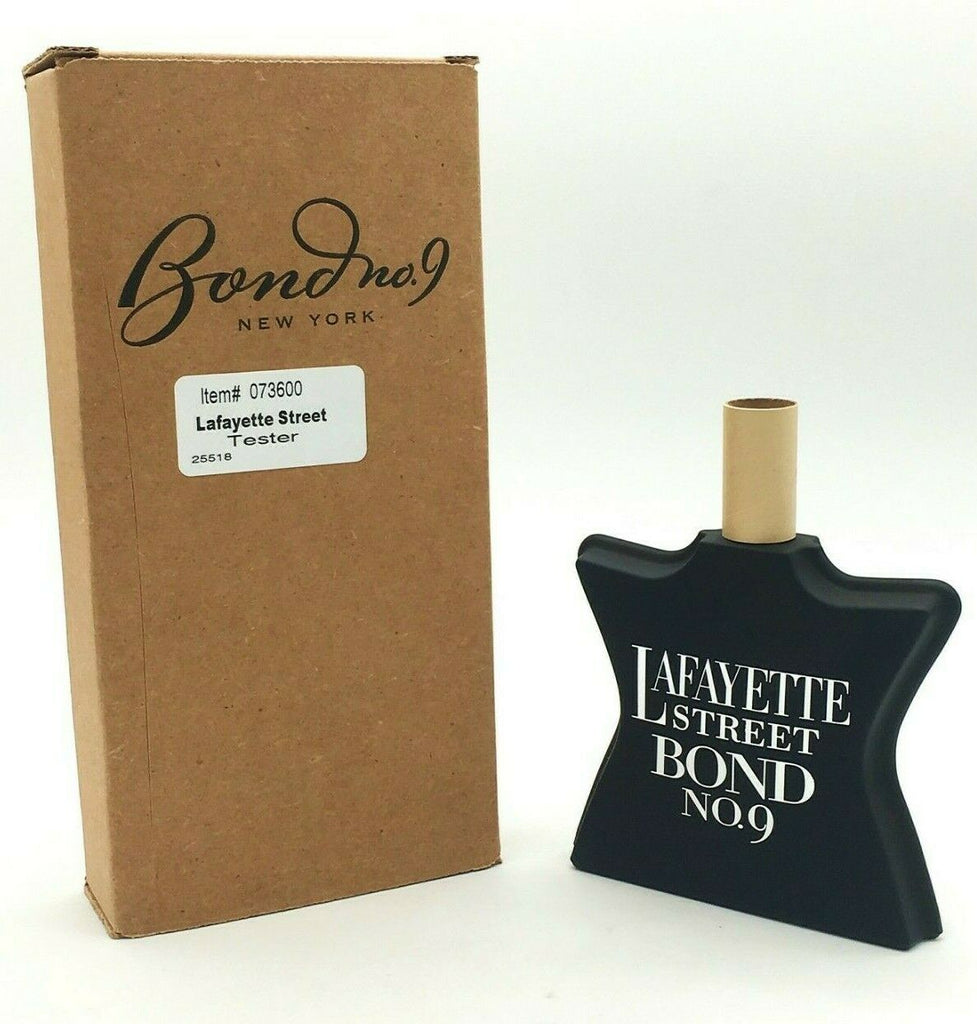 Bond no.9
NEW YORK
Item# 073600
Lafayette Street
Tester
25518
LAFAYETTE
STREET
BOND
NO.9